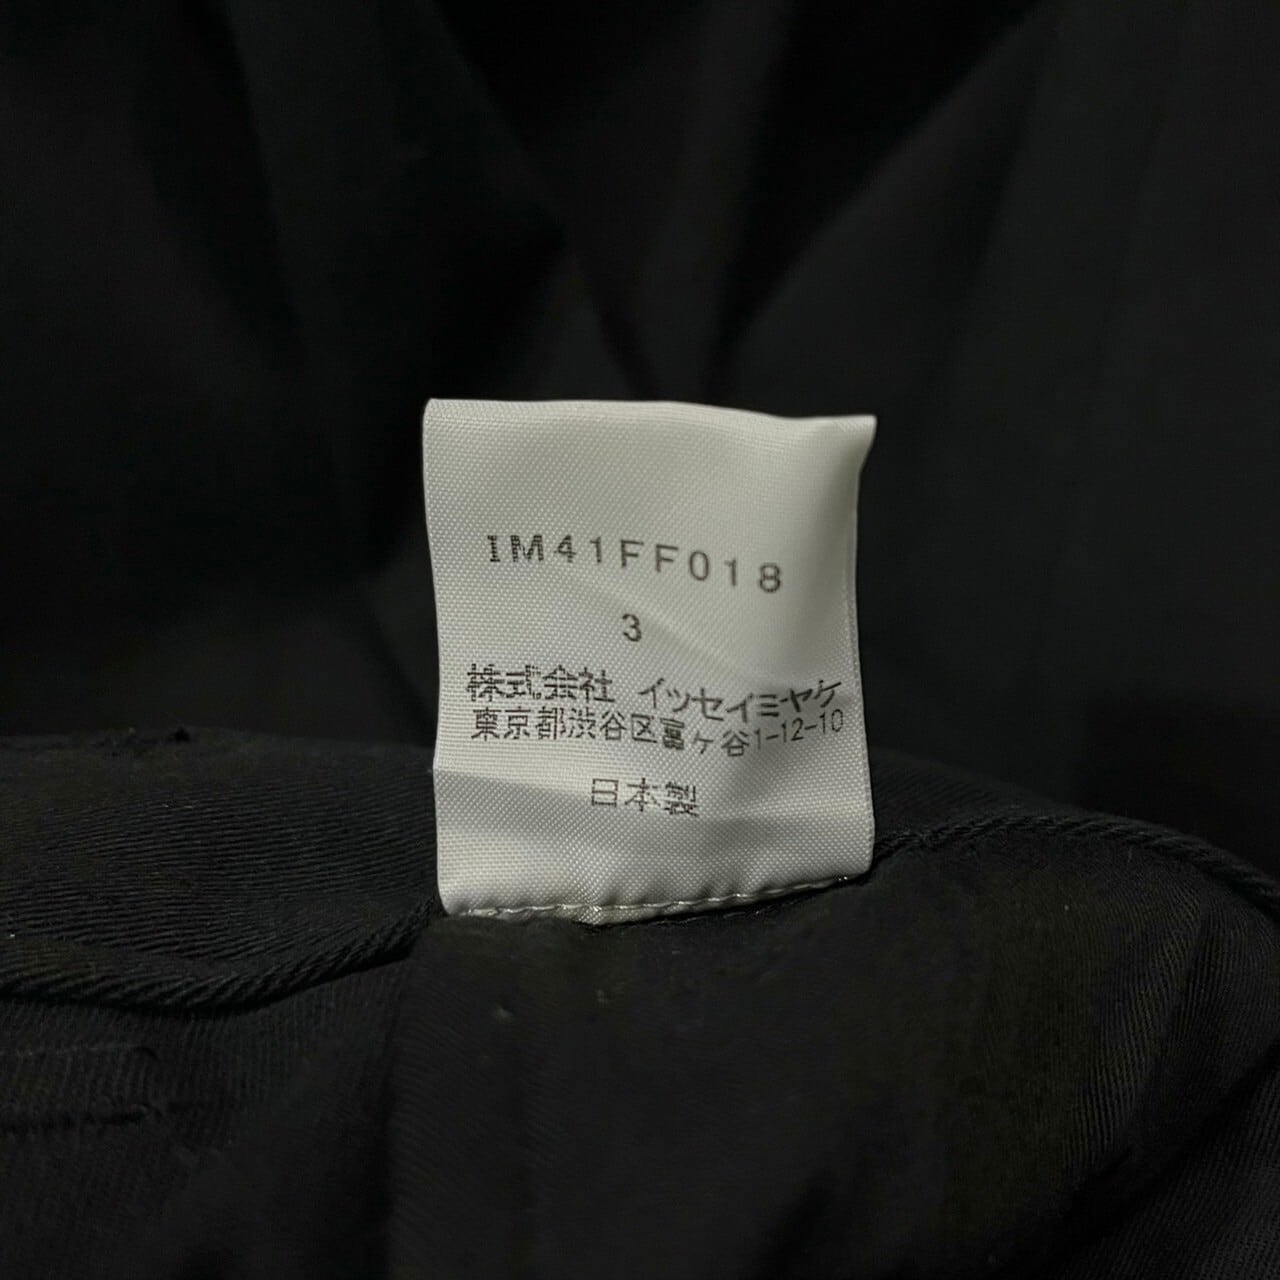 IM41FF018
3
株式会社 イッセイミヤケ
東京都渋谷区富ヶ谷1-12-10
日本製